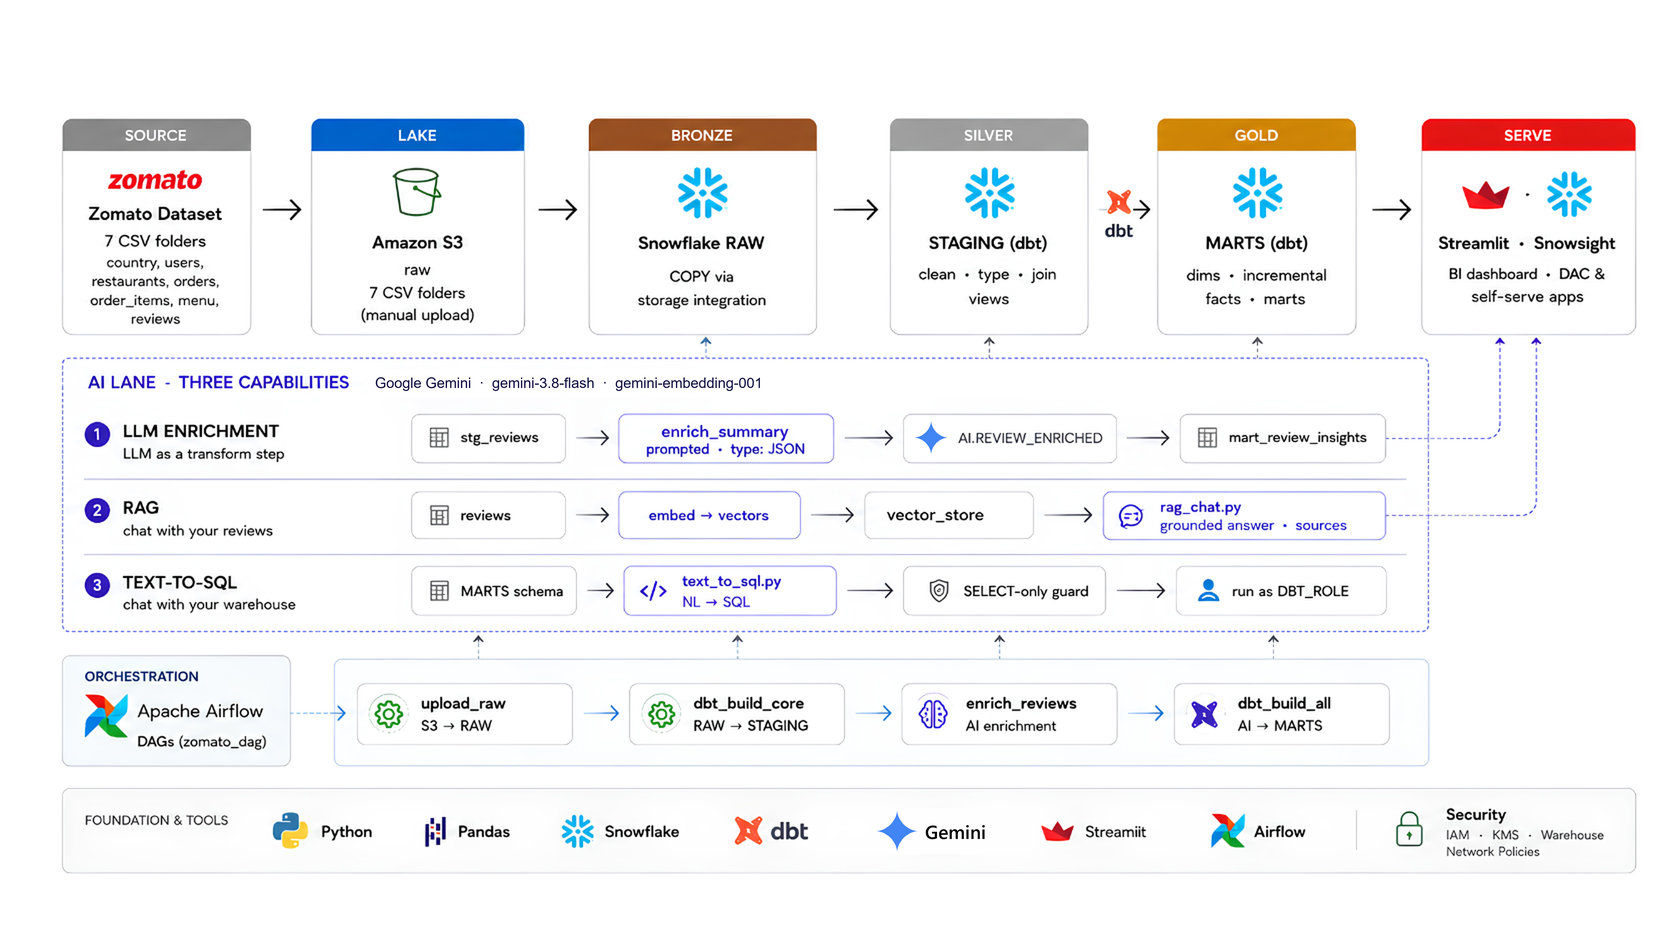 SOURCE
zomato
Zomato Dataset
7 CSV folders
country, users,
restaurants, orders,
order_items, menu,
reviews
LAKE
Amazon S3
raw
7 CSV folders
(manual upload)
BRONZE
Snowflake RAW
COPY via
storage integration
SILVER
STAGING (dbt)
clean • type • join
views
dbt
GOLD
MARTS (dbt)
dims • incremental
facts • marts
SERVE
Streamlit • Snowsight
BI dashboard • DAC &
self-serve apps
AI LANE - THREE CAPABILITIES
Google Gemini · gemini-3.8-flash · gemini-embedding-001
1
LLM ENRICHMENT
LLM as a transform step
stg_reviews
enrich_summary
prompted • type: JSON
AI.REVIEW_ENRICHED
mart_review_insights
2
RAG
chat with your reviews
reviews
embed → vectors
vector_store
rag_chat.py
grounded answer • sources
3
TEXT-TO-SQL
chat with your warehouse
MARTS schema
</> text_to_sql.py
NL → SQL
SELECT-only guard
run as DBT_ROLE
ORCHESTRATION
Apache Airflow
DAGs (zomato_dag)
upload_raw
S3 → RAW
dbt_build_core
RAW → STAGING
enrich_reviews
AI enrichment
dbt_build_all
AI → MARTS
FOUNDATION & TOOLS
Python
Pandas
Snowflake
dbt
Gemini
Streamiit
Airflow
Security
IAM · KMS · Warehouse
Network Policies